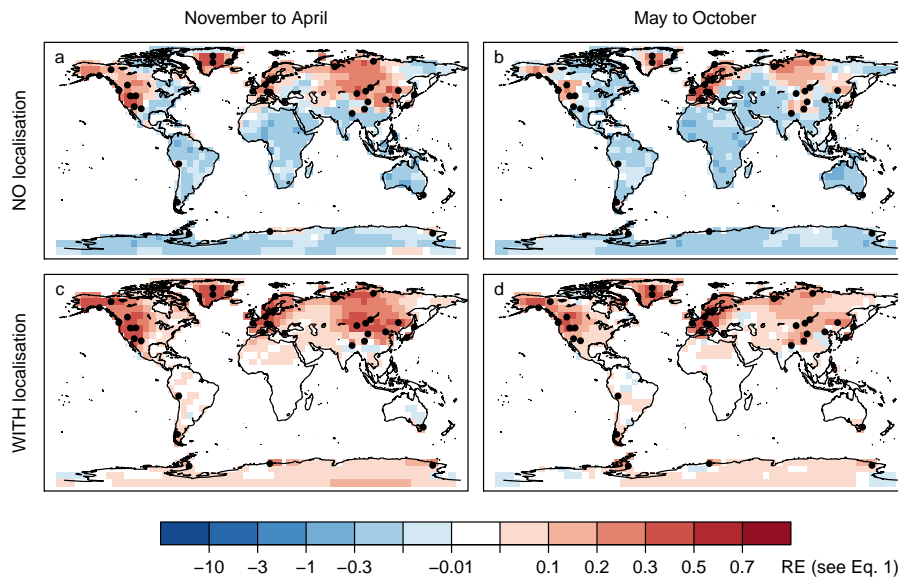 November to April
May to October
NO localisation
a
b
WITH localisation
c
d
−10
−3
−1
−0.3
−0.01
0.1
0.2
0.3
0.5
0.7
RE (see Eq. 1)